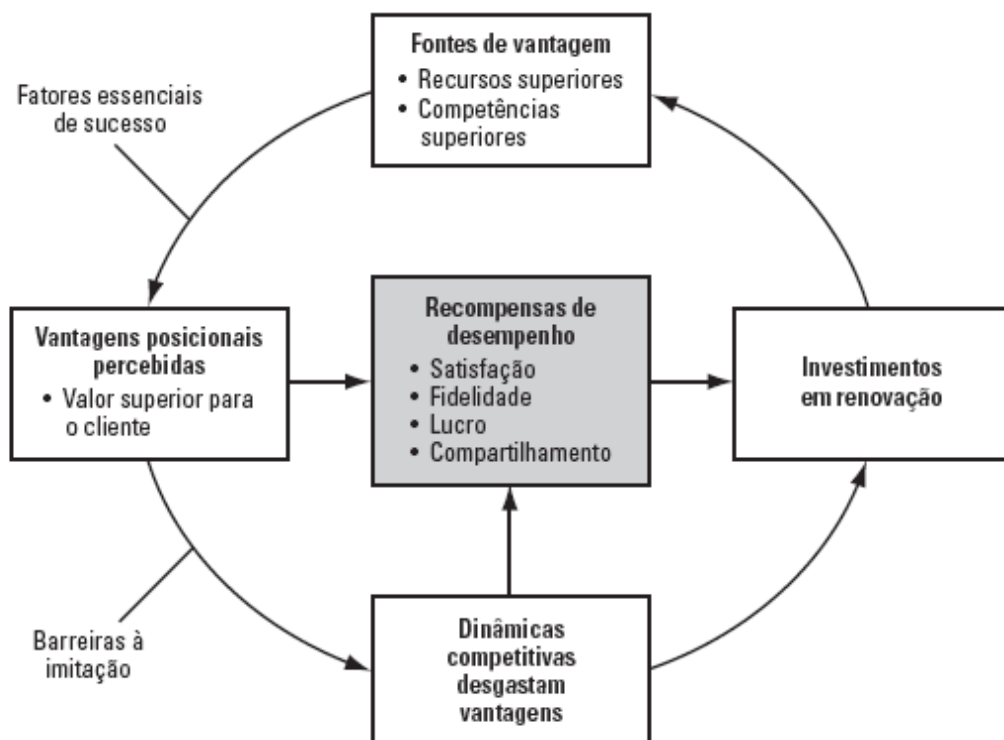 Fontes de vantagem
• Recursos superiores
• Competências
superiores
Fatores essenciais
de sucesso
Vantagens posicionais
percebidas
• Valor superior para
o cliente
Recompensas de
desempenho
• Satisfação
• Fidelidade
• Lucro
• Compartilhamento
Investimentos
em renovação
Barreiras à
imitação
Dinâmicas
competitivas
desgastam
vantagens